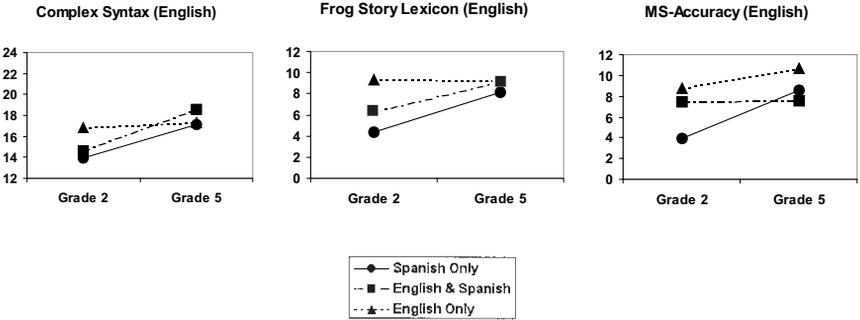 Complex Syntax (English)
24
22
20
18
16
14
12
Grade 2 Grade 5
Frog Story Lexicon (English)
12
10
8
6
4
2
0
Grade 2 Grade 5
MS-Accuracy (English)
12
10
8
6
4
2
0
Grade 2 Grade 5
Spanish Only
English & Spanish
English Only